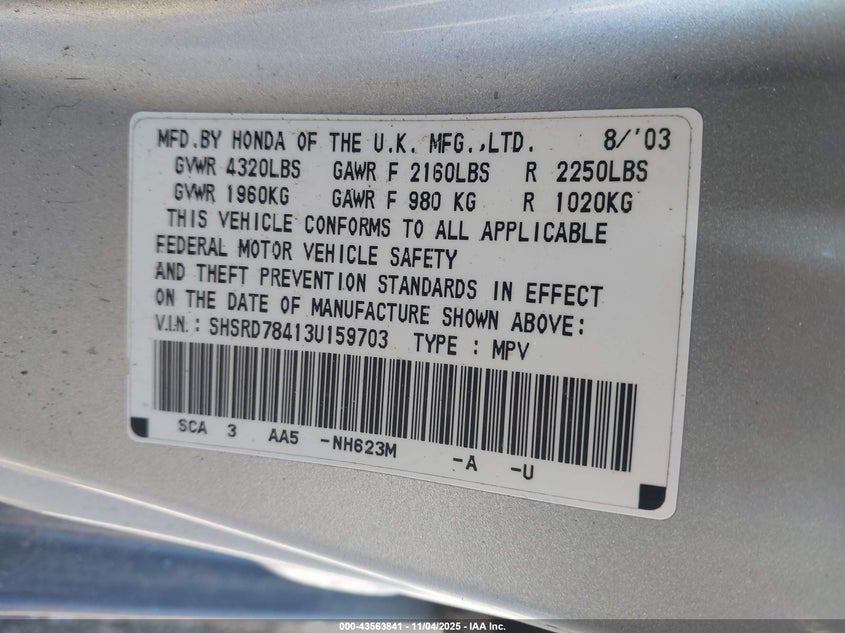 MFD.BY HONDA OF THE U.K. MFG.,LTD. 8/'03
GVWR 4320LBS GAWR F 2160LBS R 2250LBS
GVWR 1960KG GAWR F 980 KG R 1020KG
THIS VEHICLE CONFORMS TO ALL APPLICABLE
FEDERAL MOTOR VEHICLE SAFETY
AND THEFT PREVENTION STANDARDS IN EFFECT
ON THE DATE OF MANUFACTURE SHOWN ABOVE:
V.I.N.: SHSRD78413U159703 TYPE : MPV
SCA 3 AA5 -NH623M -A -U
000-43563841 - 11/04/2025 - IAA Inc.